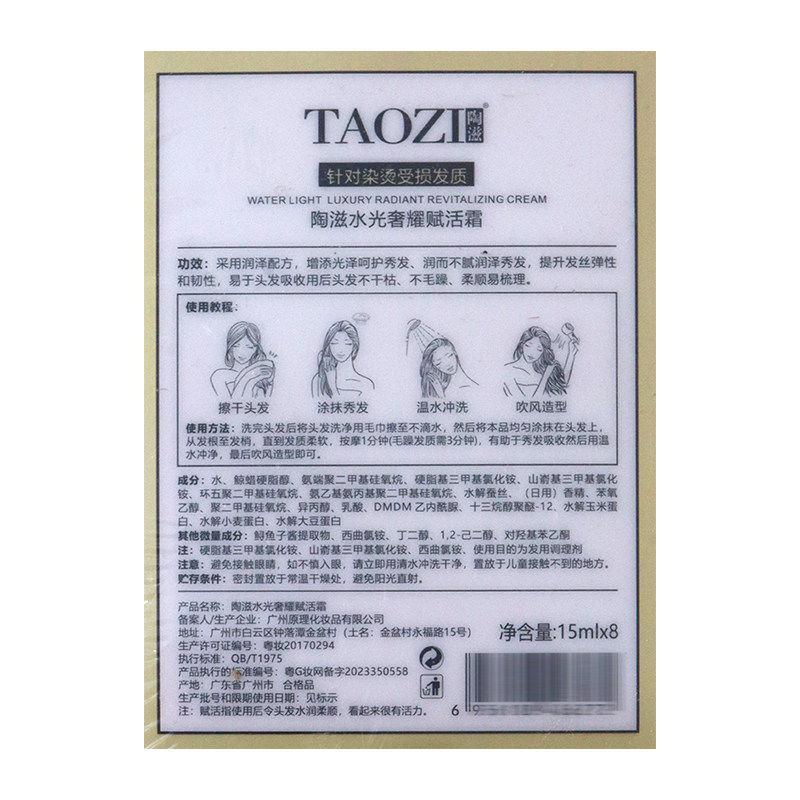 TAOZI 陶滋®
针对染烫受损发质
WATER LIGHT LUXURY RADIANT REVITALIZING CREAM
陶滋水光奢耀赋活霜
功效：采用润泽配方，增添光泽呵护秀发、润而不腻润泽秀发，提升发丝弹性
和韧性，易于头发吸收用后头发不干枯、不毛躁、柔顺易梳理。
使用教程：
擦干头发 涂抹秀发 温水冲洗 吹风造型
使用方法：洗完头发后将头发洗净用毛巾擦至不滴水，然后将本品均匀涂抹在头发上，
从发根至发梢，直到发质柔软，按摩1分钟(毛躁发质需3分钟)，有助于秀发吸收然后用温
水冲净，最后吹风造型即可。
成分：水、鲸蜡硬脂醇、氨端聚二甲基硅氧烷、硬脂基三甲基氯化铵、山嵛基三甲基氯化
铵、环五聚二甲基硅氧烷、氨乙基氨丙基聚二甲基硅氧烷、水解蚕丝、（日用）香精、苯氧
乙醇、聚二甲基硅氧烷、异丙醇、乳酸、DMDM 乙内酰脲、十三烷醇聚醚-12、水解玉米蛋
白、水解小麦蛋白、水解大豆蛋白
其他微量成分：鲟鱼子酱提取物、西曲氯铵、丁二醇、1,2-己二醇、对羟基苯乙酮
注：硬脂基三甲基氯化铵、山嵛基三甲基氯化铵、西曲氯铵、使用目的为发用调理剂
注意：避免接触眼睛，如不慎入眼，请立即用清水冲洗干净，置放于儿童接触不到的地方。
贮存条件：密封置放于常温干燥处，避免阳光直射。
产品名称：陶滋水光奢耀赋活霜
备案人/生产企业：广州原理化妆品有限公司
地址：广州市白云区钟落潭金盆村（土名：金盆村永福路15号）
生产许可证编号：粤妆20170294
执行标准：QB/T1975
产品执行的标准编号：粤G妆网备字2023350558
产地：广东省广州市 合格品
生产批号和限期使用日期：见标示
注：赋活指使用后令头发水润柔顺，看起来很有活力。
净含量:15mlx8
6